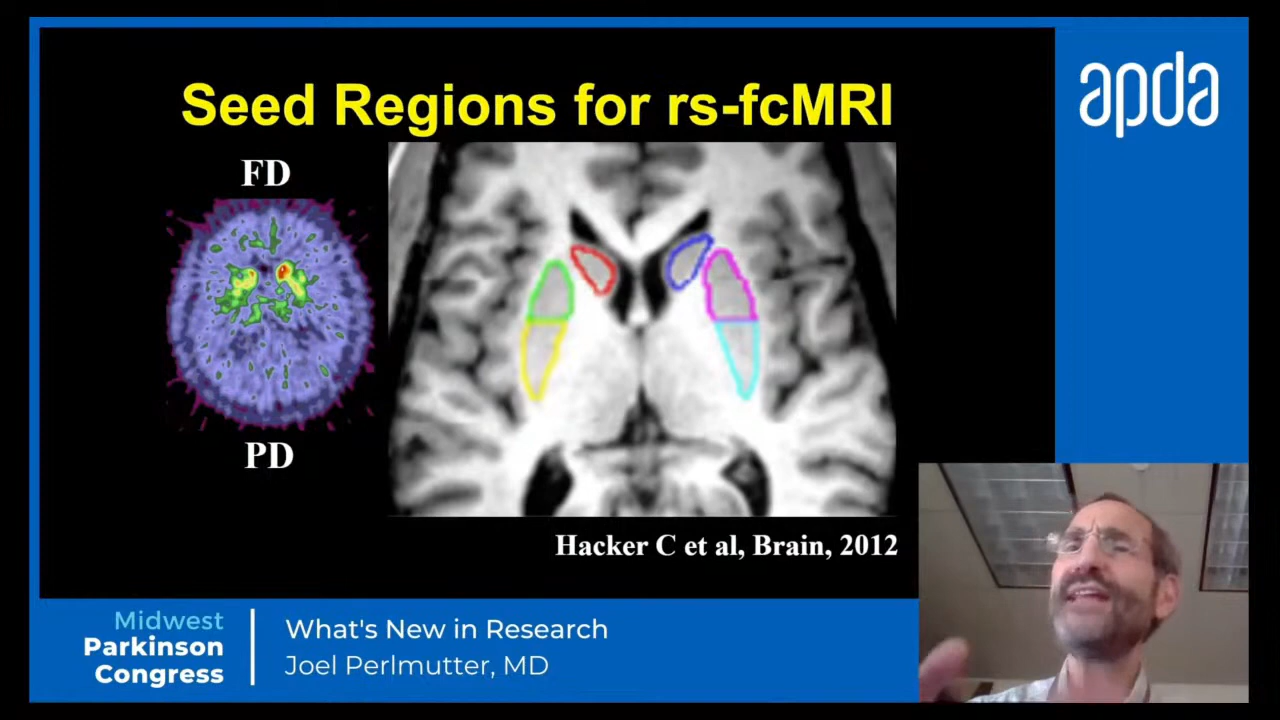 Seed Regions for rs-fcMRI
FD
PD
Hacker C et al, Brain, 2012
apda
Midwest
Parkinson
Congress
What's New in Research
Joel Perlmutter, MD